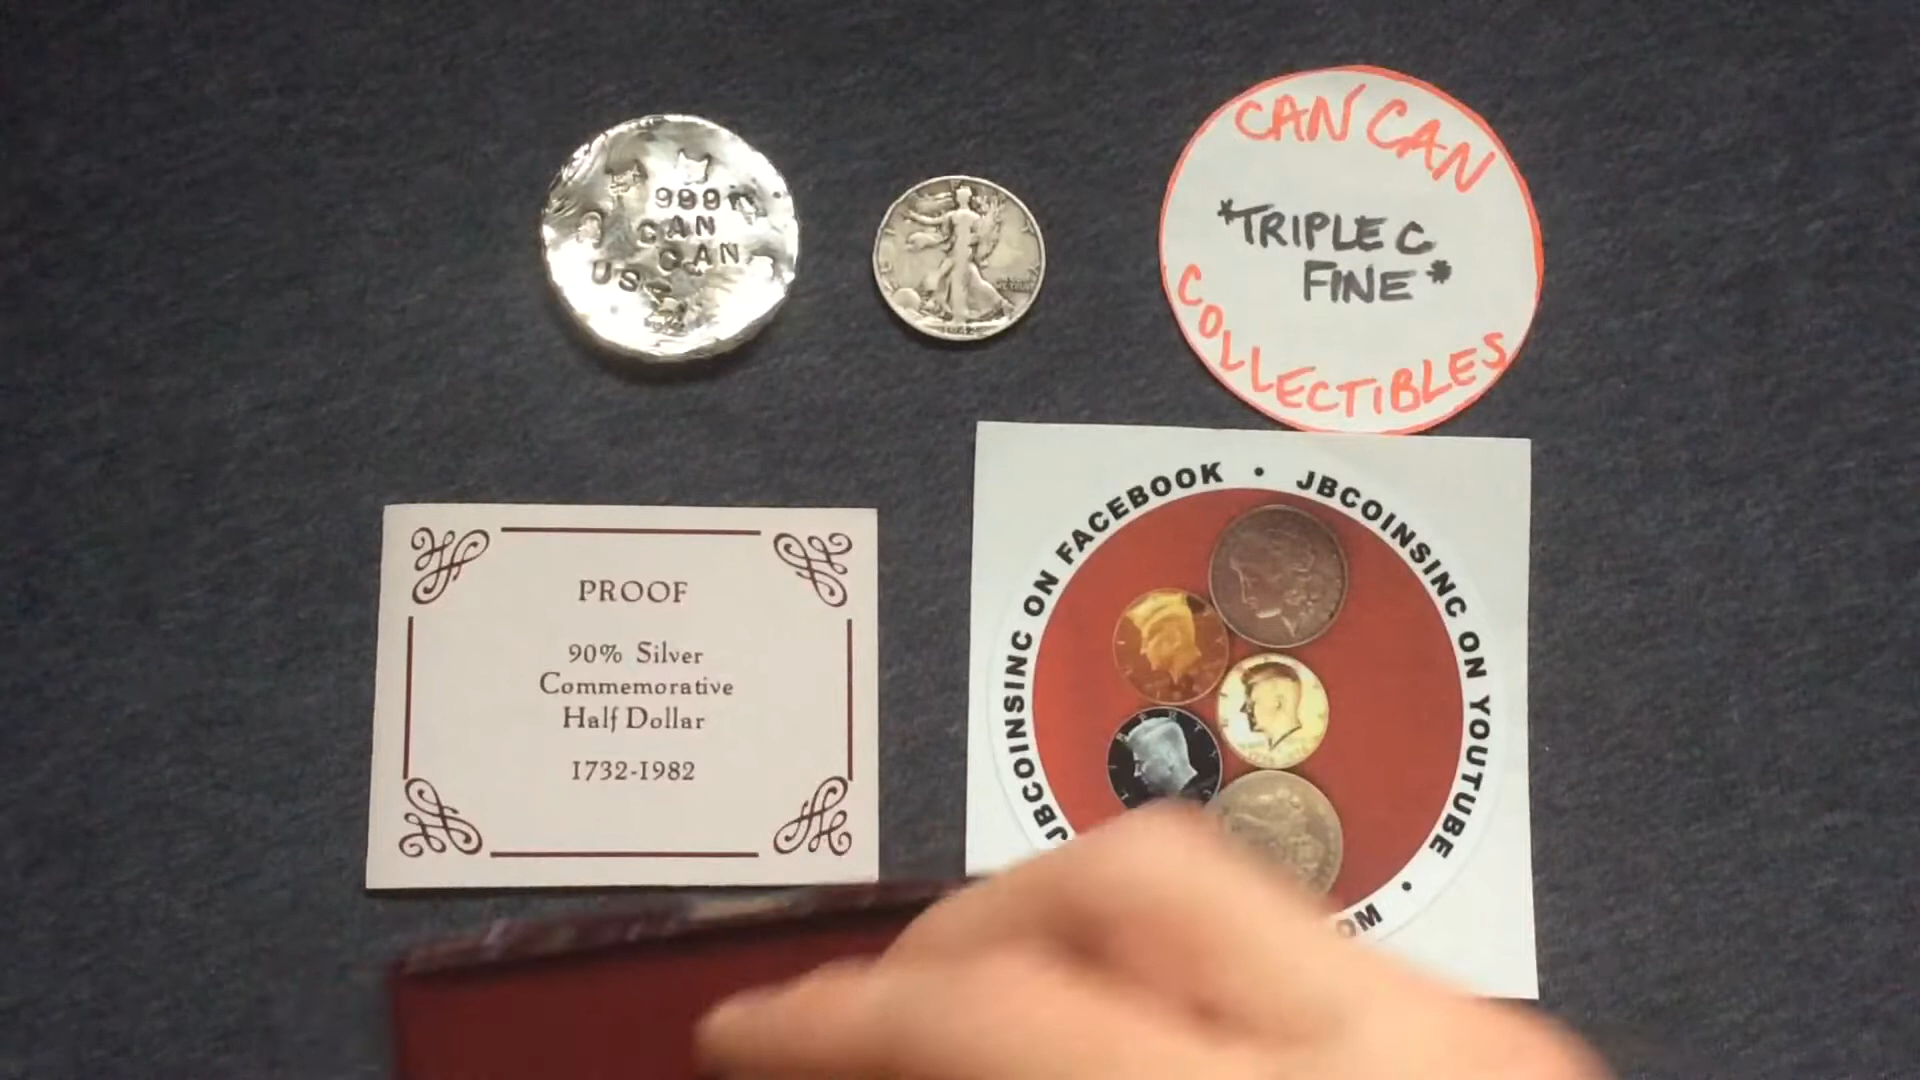 999
CAN
CAN
US
CAN CAN
*TRIPLE C
FINE*
COLLECTIBLES
PROOF
90% Silver
Commemorative
Half Dollar
1732-1982
JBCOINSINC ON FACEBOOK • JBCOINSINC ON YOUTUBE •